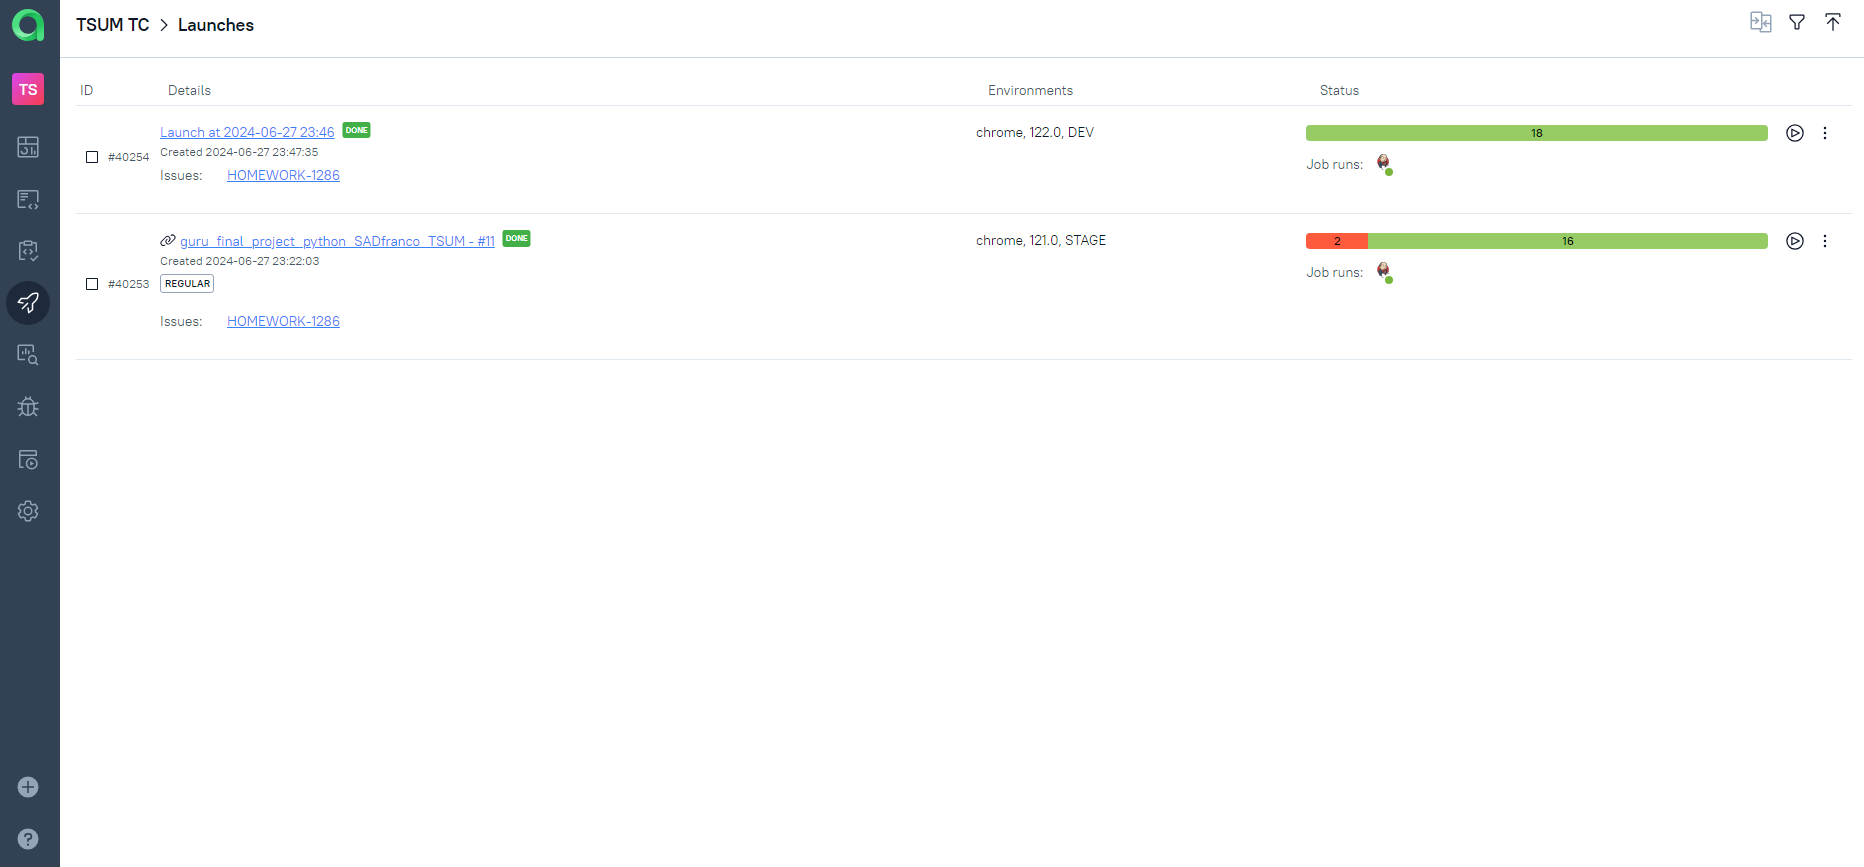 TSUM TC > Launches
TS
ID Details Environments Status
Launch at 2024-06-27 23:46 DONE chrome, 122.0, DEV 18
Created 2024-06-27 23:47:35
#40254
Job runs:
Issues: HOMEWORK-1286
guru_final_project_python_SADfranco_TSUM - #11 DONE chrome, 121.0, STAGE 2 16
Created 2024-06-27 23:22:03
Job runs:
#40253 REGULAR
Issues: HOMEWORK-1286